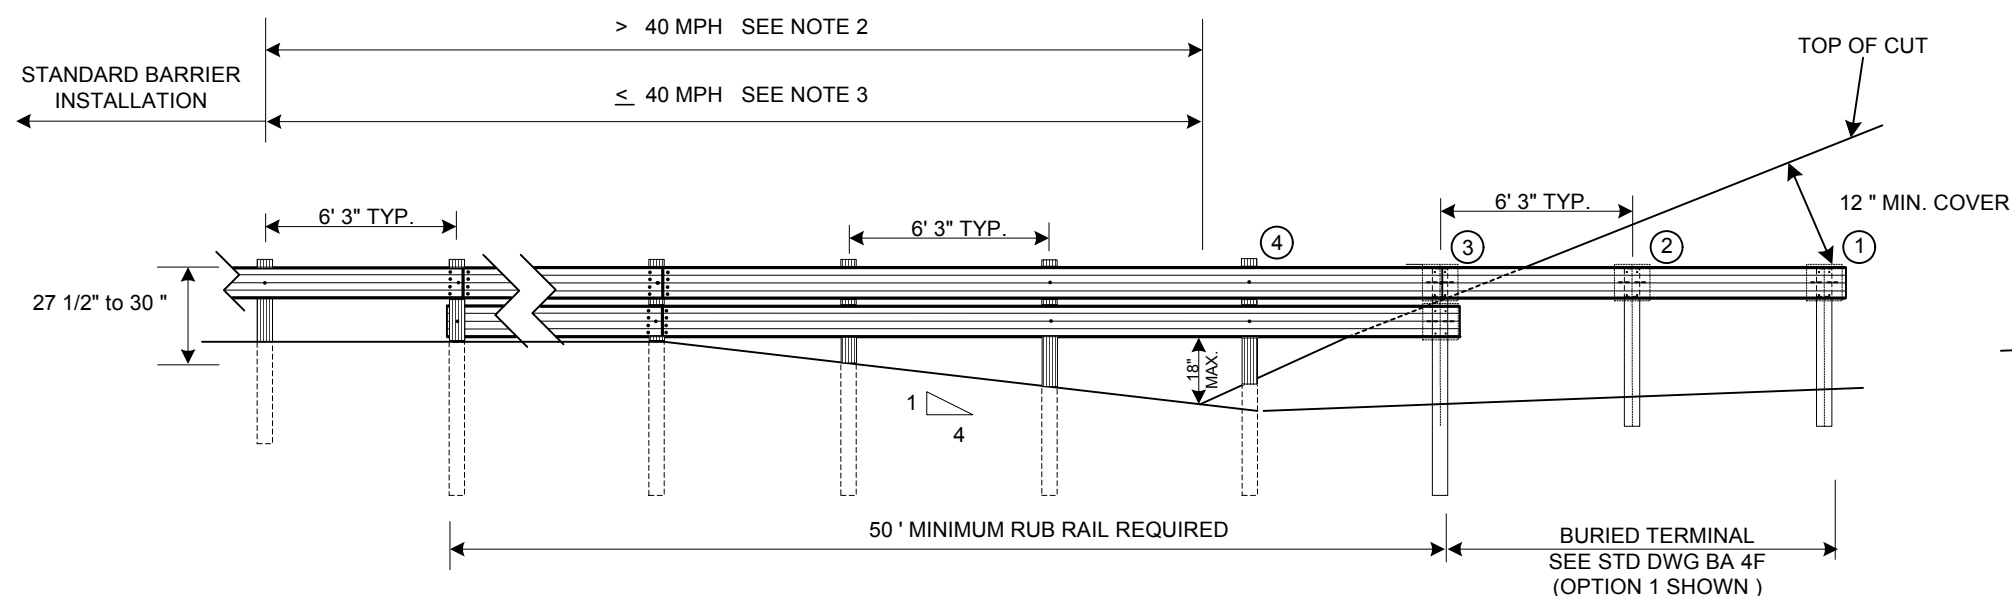 > 40 MPH SEE NOTE 2
TOP OF CUT
STANDARD BARRIER
INSTALLATION
≤ 40 MPH SEE NOTE 3
6' 3" TYP.
6' 3" TYP.
6' 3" TYP.
12 " MIN. COVER
4
3
2
1
27 1/2" to 30 "
18"
MAX.
1
4
50 ' MINIMUM RUB RAIL REQUIRED
BURIED TERMINAL
SEE STD DWG BA 4F
(OPTION 1 SHOWN )